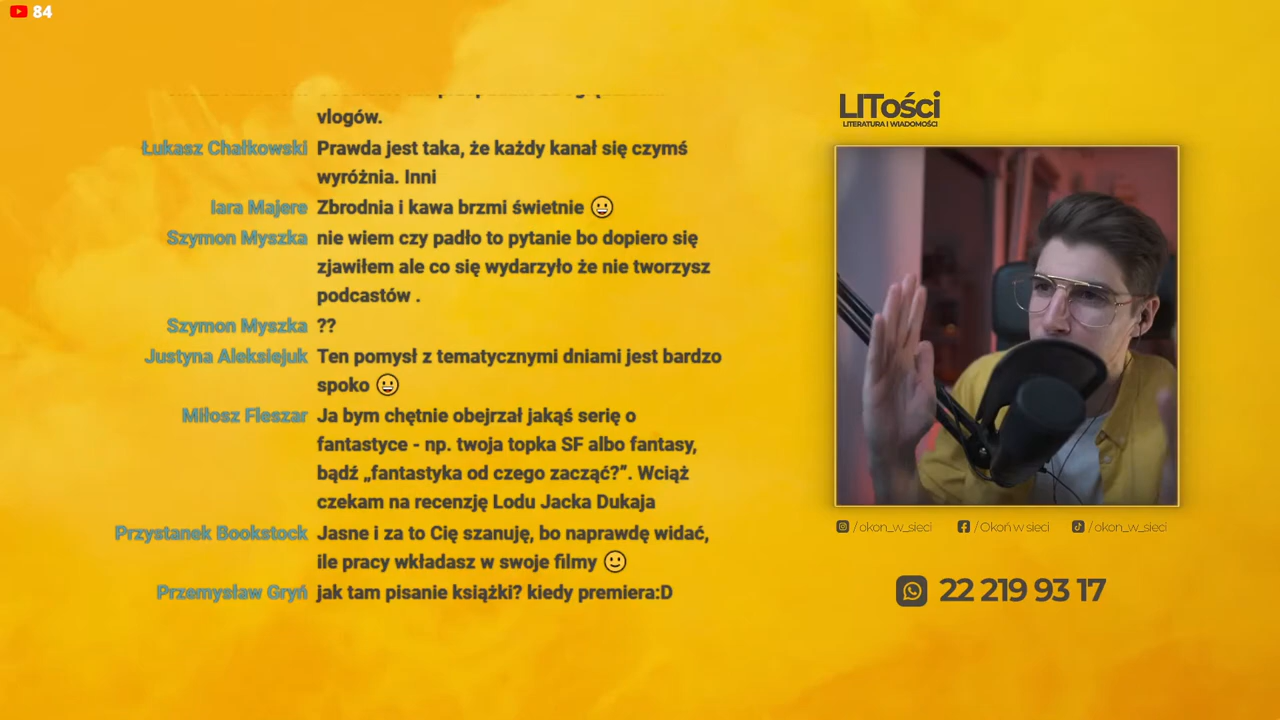 84
vlogów.
Łukasz Chałkowski Prawda jest taka, że każdy kanał się czymś
wyróżnia. Inni
Iara Majere Zbrodnia i kawa brzmi świetnie 😀
Szymon Myszka nie wiem czy padło to pytanie bo dopiero się
zjawiłem ale co się wydarzyło że nie tworzysz
podcastów .
Szymon Myszka ??
Justyna Aleksiejuk Ten pomysł z tematycznymi dniami jest bardzo
spoko 😀
Miłosz Fleszar Ja bym chętnie obejrzał jakąś serię o
fantastyce - np. twoja topka SF albo fantasy,
bądź „fantastyka od czego zacząć?”. Wciąż
czekam na recenzję Lodu Jacka Dukaja
Przystanek Bookstock Jasne i za to Cię szanuję, bo naprawdę widać,
ile pracy wkładasz w swoje filmy 🙂
Przemysław Gryń jak tam pisanie książki? kiedy premiera:D
LITości
LITERATURA I WIADOMOŚCI
/ okon_w_sieci / Okoń w sieci / okon_w_sieci
22 219 93 17